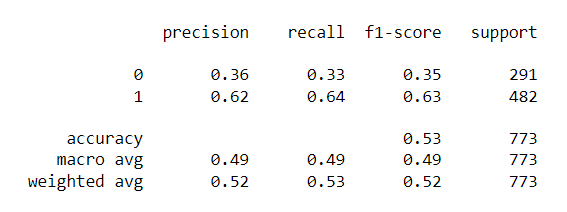 precision recall f1-score support
0 0.36 0.33 0.35 291
1 0.62 0.64 0.63 482
accuracy 0.53 773
macro avg 0.49 0.49 0.49 773
weighted avg 0.52 0.53 0.52 773